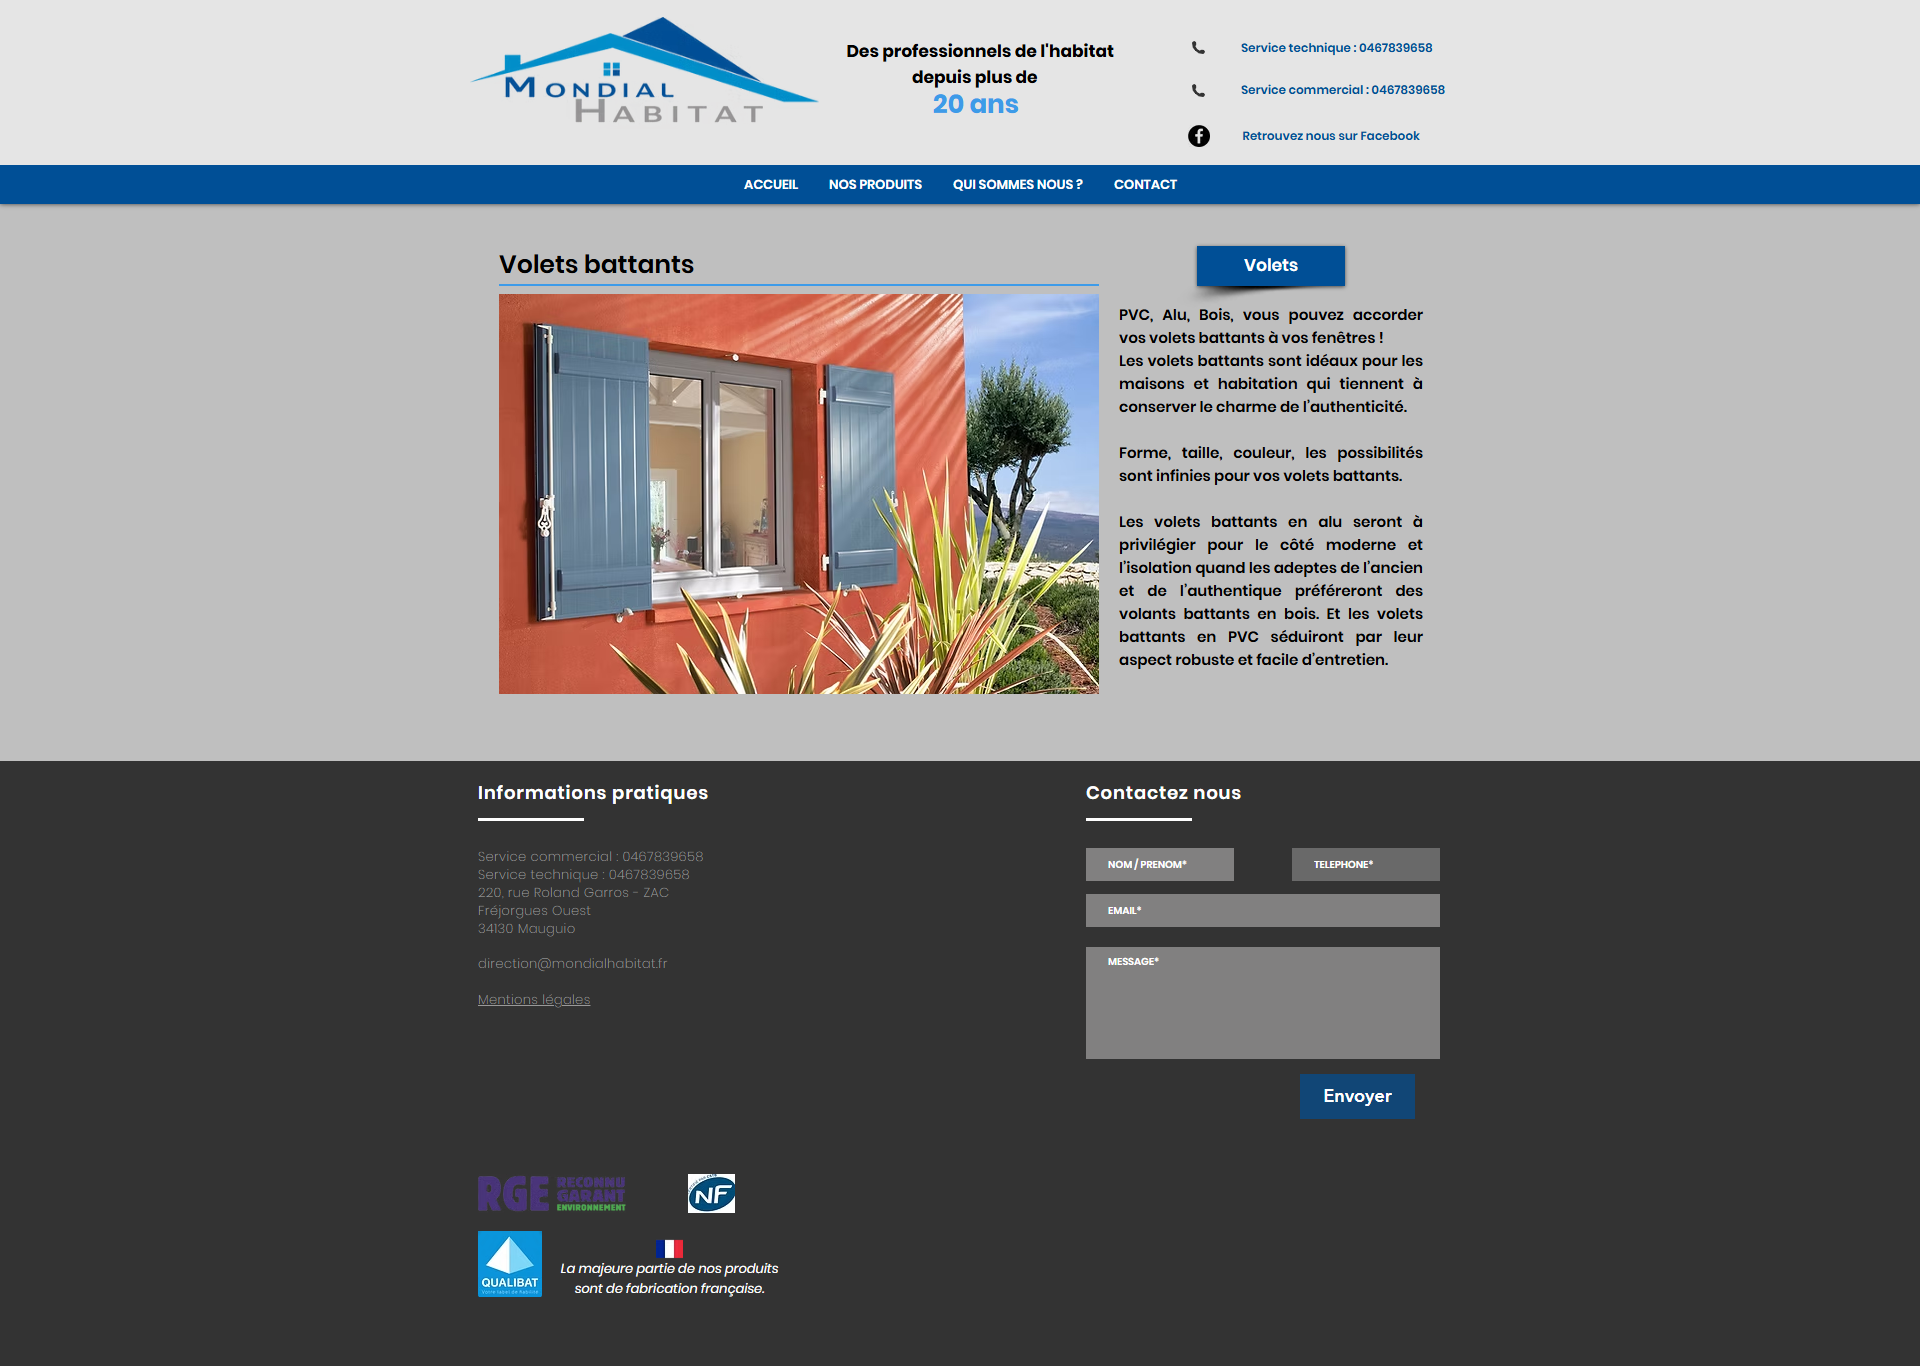 MONDIAL
HABITAT
Des professionnels de l'habitat
depuis plus de
20 ans
Service technique : 0467839658
Service commercial : 0467839658
Retrouvez nous sur Facebook
ACCUEIL
NOS PRODUITS
QUI SOMMES NOUS ?
CONTACT
Volets battants
Volets
PVC, Alu, Bois, vous pouvez accorder
vos volets battants à vos fenêtres !
Les volets battants sont idéaux pour les
maisons et habitation qui tiennent à
conserver le charme de l’authenticité.
Forme, taille, couleur, les possibilités
sont infinies pour vos volets battants.
Les volets battants en alu seront à
privilégier pour le côté moderne et
l’isolation quand les adeptes de l’ancien
et de l’authentique préféreront des
volants battants en bois. Et les volets
battants en PVC séduiront par leur
aspect robuste et facile d’entretien.
Informations pratiques
Service commercial : 0467839658
Service technique : 0467839658
220, rue Roland Garros - ZAC
Fréjorgues Ouest
34130 Mauguio
direction@mondialhabitat.fr
Mentions légales
Contactez nous
NOM / PRENOM*
TELEPHONE*
EMAIL*
MESSAGE*
Envoyer
RGE
RECONNU
GARANT
ENVIRONNEMENT
NF
QUALIBAT
La majeure partie de nos produits
sont de fabrication française.